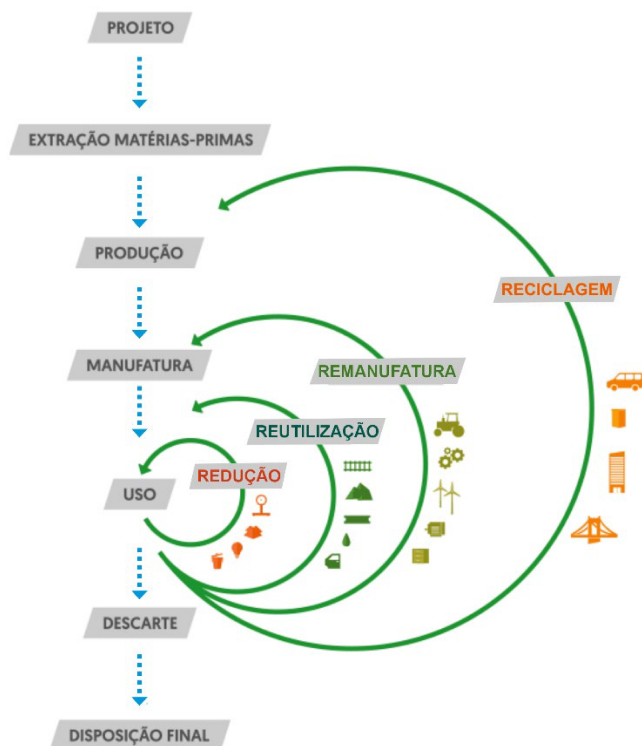 PROJETO
EXTRAÇÃO MATÉRIAS-PRIMAS
PRODUÇÃO
RECICLAGEM
MANUFATURA
REMANUFATURA
REUTILIZAÇÃO
REDUÇÃO
USO
DESCARTE
DISPOSIÇÃO FINAL